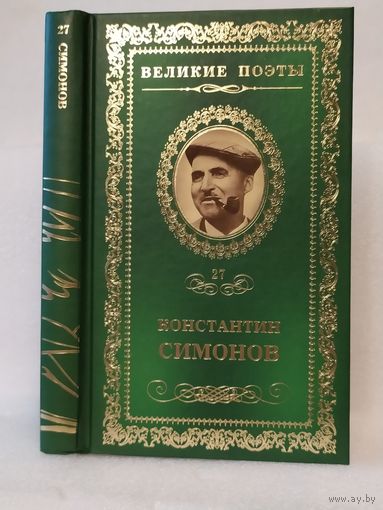 27 СИМОНОВ
ВЕЛИКИЕ ПОЭТЫ
27
КОНСТАНТИН
СИМОНОВ
www.ay.by